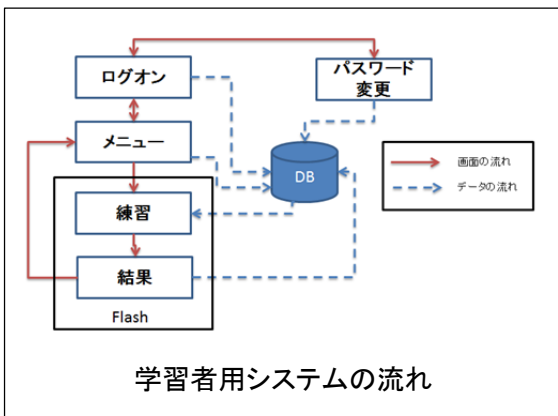 ログオン
パスワード
変更
メニュー
DB
画面の流れ
データの流れ
練習
結果
Flash
学習者用システムの流れ